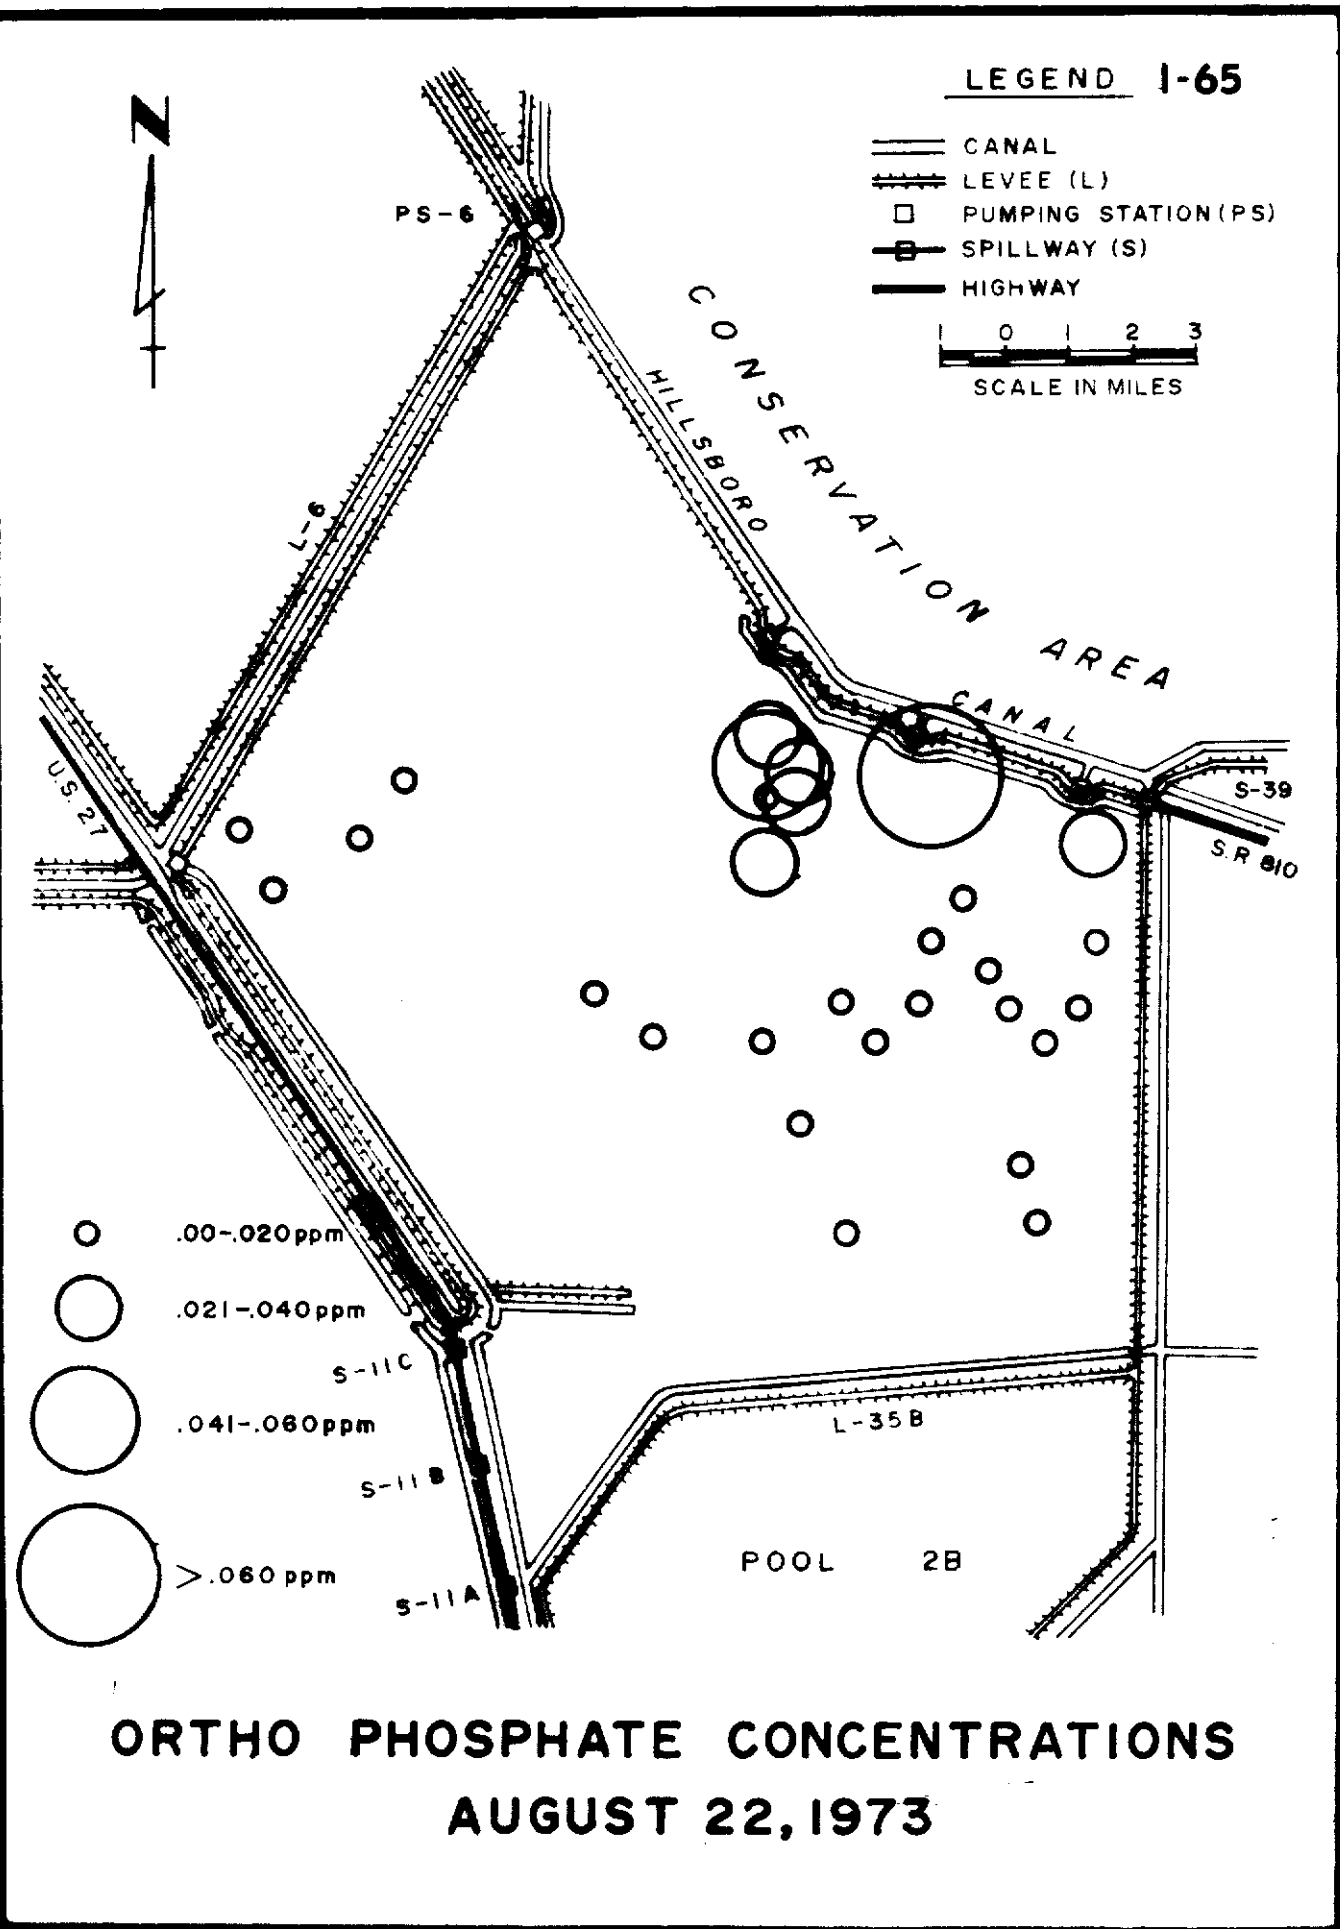 LEGEND I-65
CANAL
LEVEE (L)
PUMPING STATION (PS)
SPILLWAY (S)
HIGHWAY
1 0 1 2 3
SCALE IN MILES
N
PS-6
CONSERVATION AREA
HILLSBORO
CANAL
L-6
U.S. 27
S-39
S.R 810
.00-.020ppm
.021-.040ppm
.041-.060ppm
>.060 ppm
S-11C
S-11B
S-11A
L-35B
POOL 2B
ORTHO PHOSPHATE CONCENTRATIONS
AUGUST 22, 1973